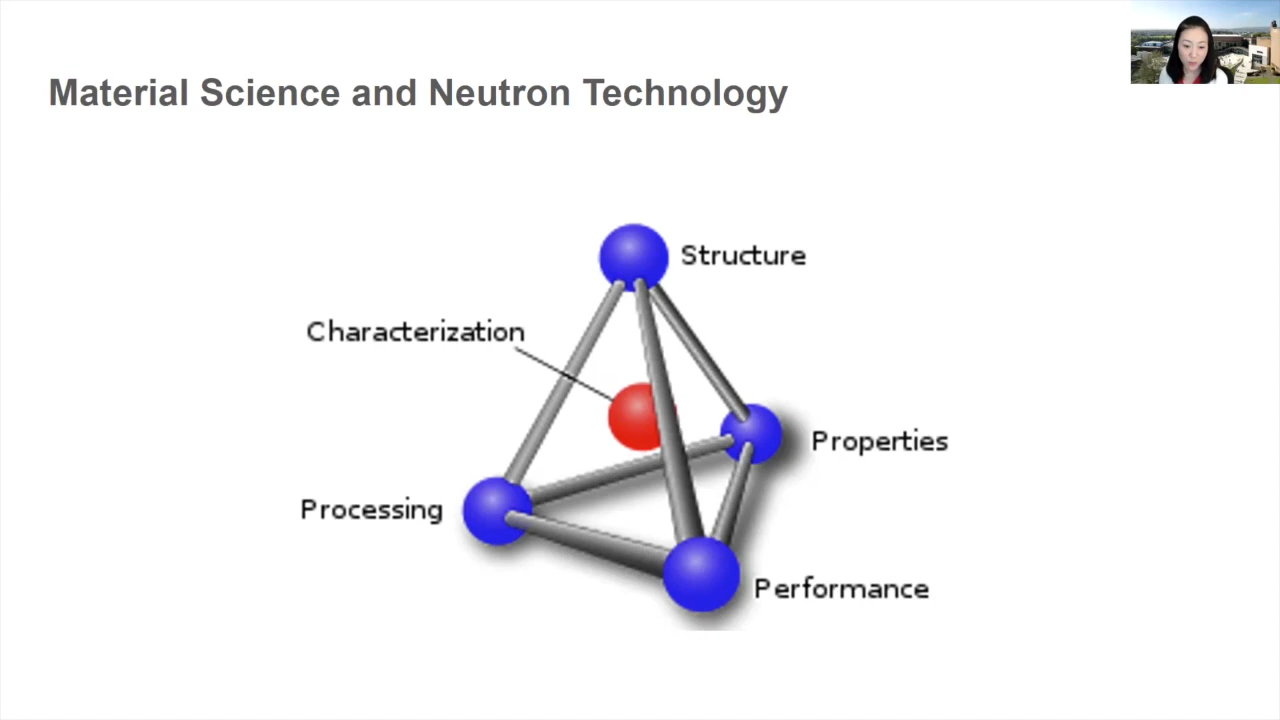 Material Science and Neutron Technology
Structure
Characterization
Properties
Processing
Performance